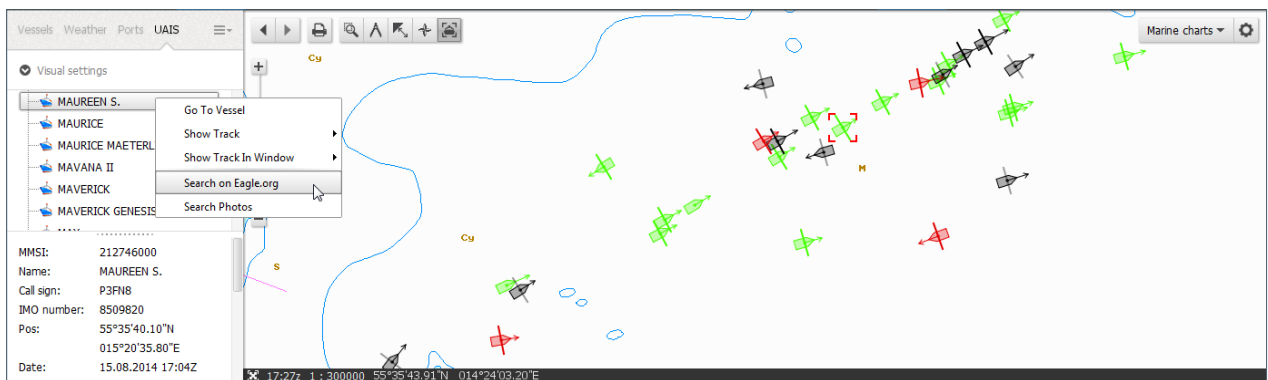 Vessels Weather Ports UAIS
Marine charts
Visual settings
MAUREEN S.
MAURICE
MAURICE MAETERL
MAVANA II
MAVERICK
MAVERICK GENESIS
Go To Vessel
Show Track
Show Track In Window
Search on Eagle.org
Search Photos
MMSI: 212746000
Name: MAUREEN S.
Call sign: P3FN8
IMO number: 8509820
Pos: 55°35'40.10"N
015°20'35.80"E
Date: 15.08.2014 17:04Z
Cy
M
Cy
S
17:27z 1 : 300000 55°35'43.91"N 014°24'03.20"E